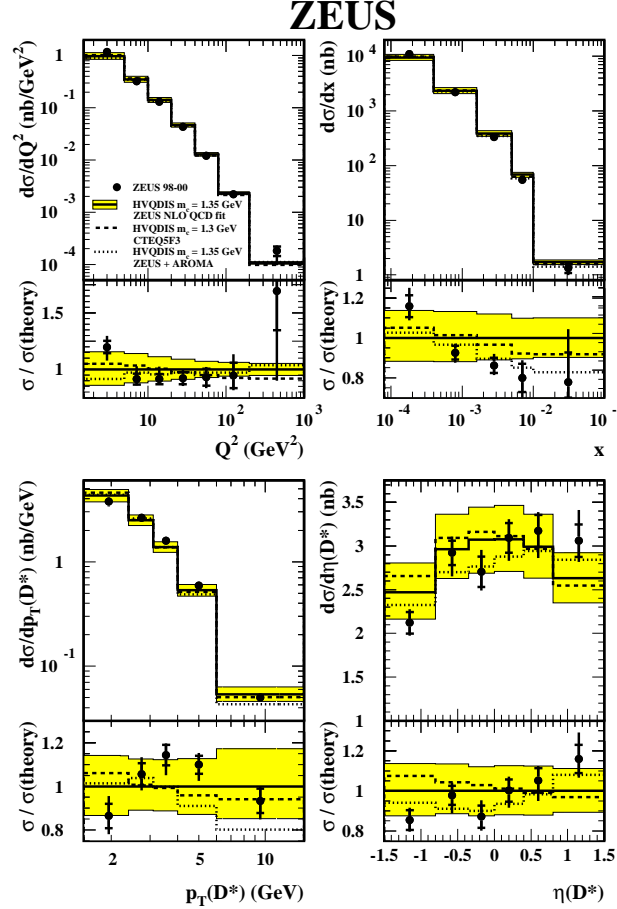 ZEUS
dσ/dQ² (nb/GeV²)
1
10⁻¹
10⁻²
10⁻³
10⁻⁴
ZEUS 98-00
HVQDIS m_c = 1.35 GeV
ZEUS NLO QCD fit
HVQDIS m_c = 1.3 GeV
CTEQ5F3
HVQDIS m_c = 1.35 GeV
ZEUS + AROMA
σ / σ(theory)
1.5
1
10 10² 10³
Q² (GeV²)
dσ/dx (nb)
10⁴
10³
10²
10
1
σ / σ(theory)
1.2
1
0.8
10⁻⁴ 10⁻³ 10⁻² 10⁻¹
x
dσ/dp_T(D*) (nb/GeV)
1
10⁻¹
σ / σ(theory)
1.2
1
0.8
2 4 6 8 10
p_T(D*) (GeV)
dσ/dη(D*) (nb)
3.5
3
2.5
2
1.5
1
σ / σ(theory)
1.2
1
0.8
-1.5 -1 -0.5 0 0.5 1 1.5
η(D*)